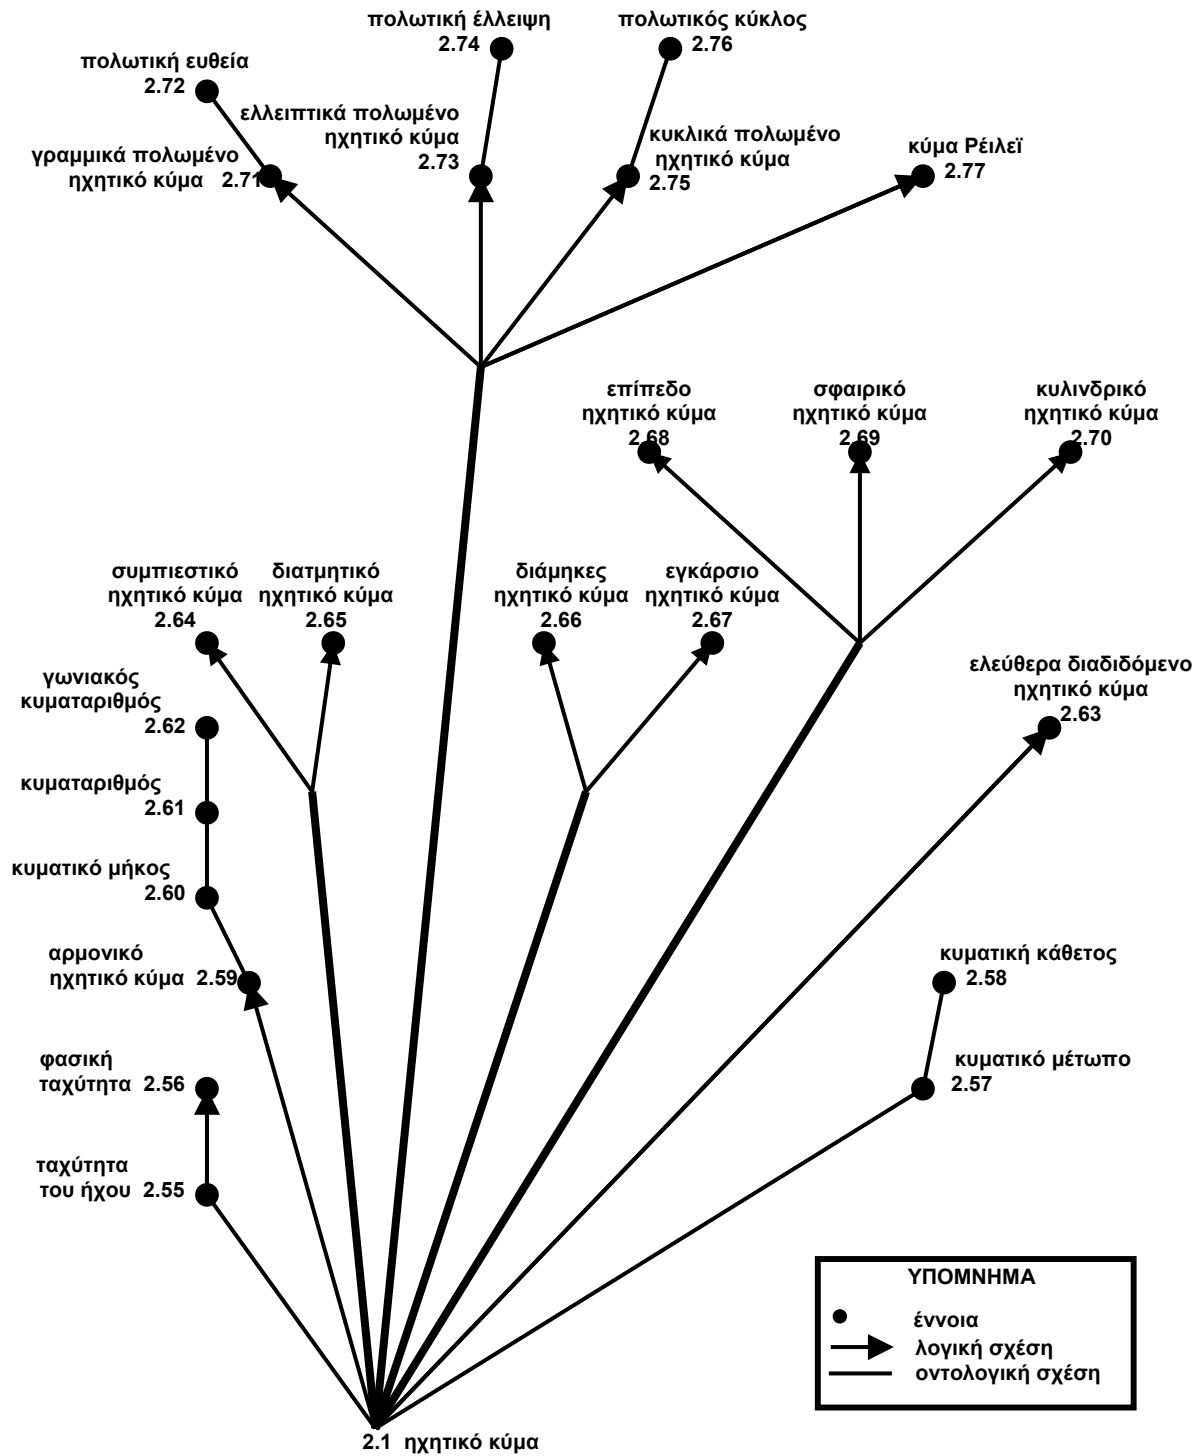 πολωτική έλλειψη
2.74
πολωτικός κύκλος
2.76
πολωτική ευθεία
2.72
ελλειπτικά πολωμένο
ηχητικό κύμα
2.73
κυκλικά πολωμένο
ηχητικό κύμα
2.75
κύμα Ρέιλεϊ
2.77
γραμμικά πολωμένο
ηχητικό κύμα 2.71
επίπεδο
ηχητικό κύμα
2.68
σφαιρικό
ηχητικό κύμα
2.69
κυλινδρικό
ηχητικό κύμα
2.70
συμπιεστικό
ηχητικό κύμα
2.64
διατμητικό
ηχητικό κύμα
2.65
διάμηκες
ηχητικό κύμα
2.66
εγκάρσιο
ηχητικό κύμα
2.67
ελεύθερα διαδιδόμενο
ηχητικό κύμα
2.63
γωνιακός
κυματαριθμός
2.62
κυματαριθμός
2.61
κυματικό μήκος
2.60
αρμονικό
ηχητικό κύμα 2.59
κυματική κάθετος
2.58
φασική
ταχύτητα 2.56
κυματικό μέτωπο
2.57
ταχύτητα
του ήχου 2.55
ΥΠΟΜΝΗΜΑ
έννοια
λογική σχέση
οντολογική σχέση
2.1 ηχητικό κύμα